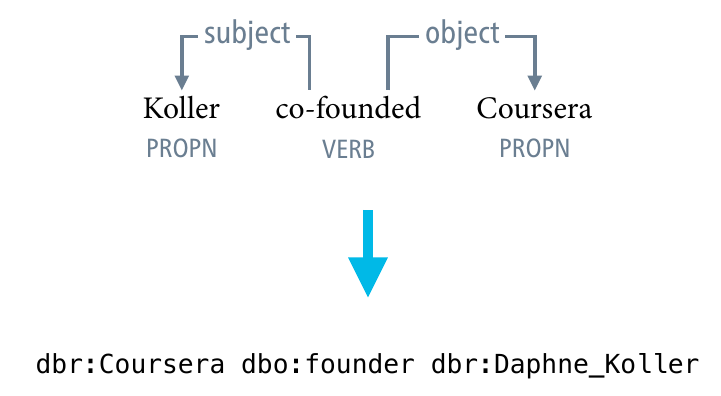 subject object
Koller co-founded Coursera
PROPN VERB PROPN
dbr:Coursera dbo:founder dbr:Daphne_Koller